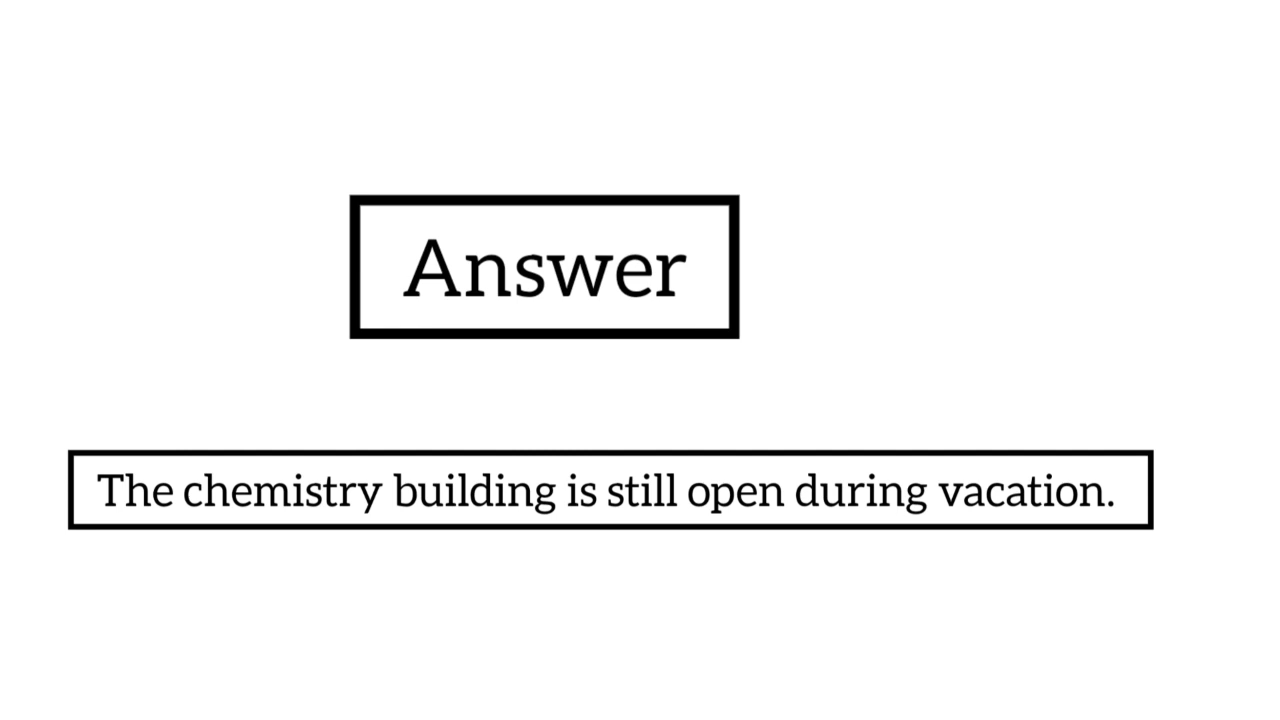 Answer
The chemistry building is still open during vacation.